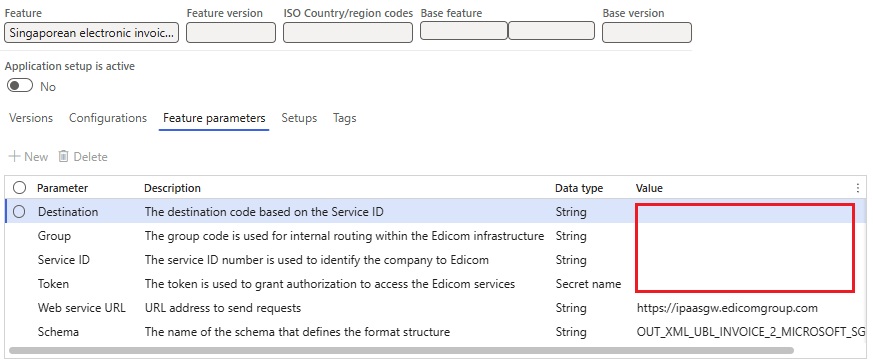 Feature Feature version ISO Country/region codes Base feature Base version
Singaporean electronic invoic...
Application setup is active
No
Versions Configurations Feature parameters Setups Tags
New Delete
Parameter Description Data type Value
Destination The destination code based on the Service ID String
Group The group code is used for internal routing within the Edicom infrastructure String
Service ID The service ID number is used to identify the company to Edicom String
Token The token is used to grant authorization to access the Edicom services Secret name
Web service URL URL address to send requests String https://ipaasgw.edicomgroup.com
Schema The name of the schema that defines the format structure String OUT_XML_UBL_INVOICE_2_MICROSOFT_SG